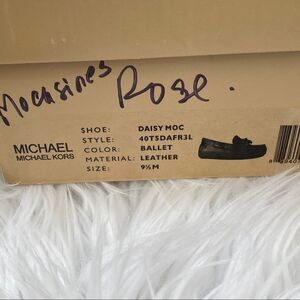 Mocasines Rose.
SHOE: DAISY MOC
STYLE: 40T5DAFR3L
COLOR: BALLET
MATERIAL: LEATHER
SIZE: 9½M
MICHAEL
MICHAEL KORS